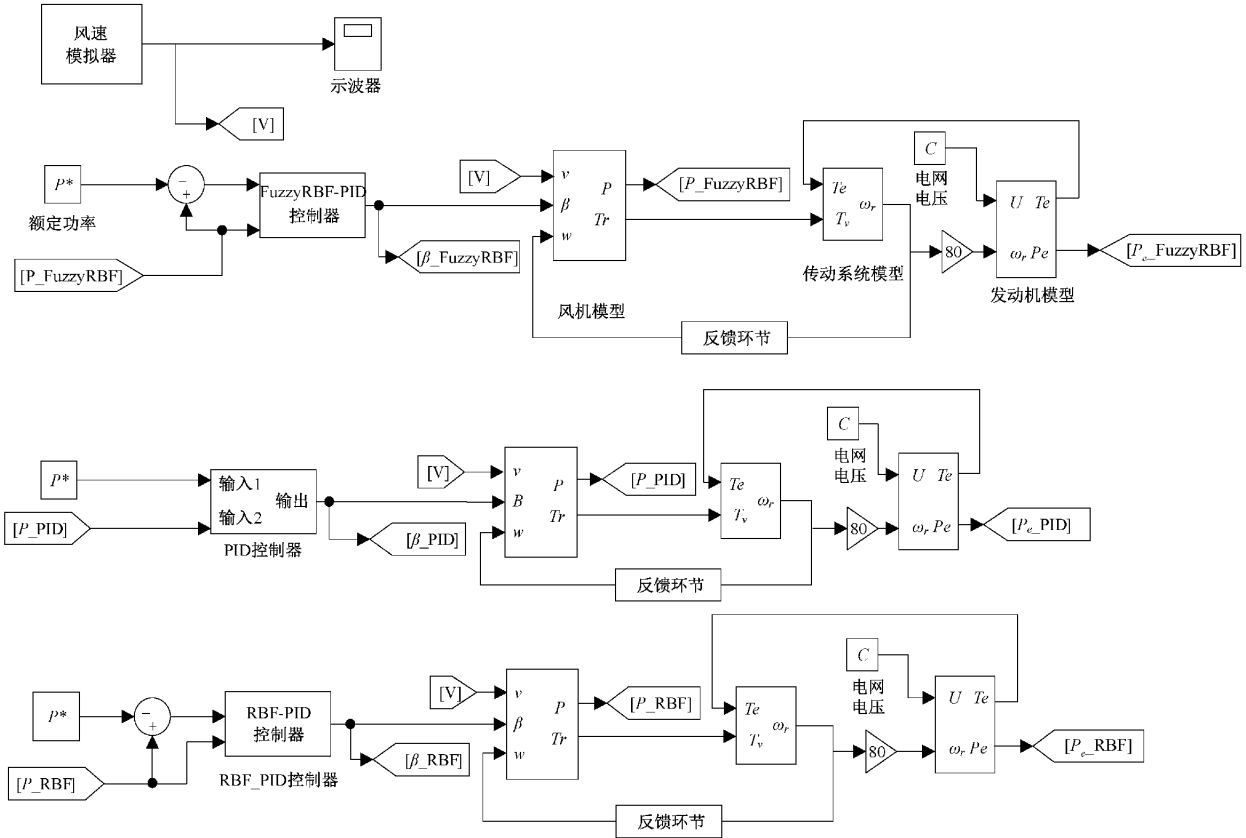 风速
模拟器
示波器
[V]
P*
额定功率
−
+
FuzzyRBF-PID
控制器
[P_FuzzyRBF]
[β_FuzzyRBF]
[V]
v
β
w
P
Tr
风机模型
[P_FuzzyRBF]
Te
Tv
ωr
传动系统模型
反馈环节
C
电网
电压
80
U Te
ωr Pe
发动机模型
[Pe_FuzzyRBF]
P*
[P_PID]
输入1
输入2
输出
PID控制器
[β_PID]
[V]
v
B
w
P
Tr
[P_PID]
Te
Tv
ωr
反馈环节
C
电网
电压
80
U Te
ωr Pe
[Pe_PID]
P*
−
+
[P_RBF]
RBF-PID
控制器
RBF_PID控制器
[β_RBF]
[V]
v
β
w
P
Tr
[P_RBF]
Te
Tv
ωr
反馈环节
C
电网
电压
80
U Te
ωr Pe
[Pe_RBF]